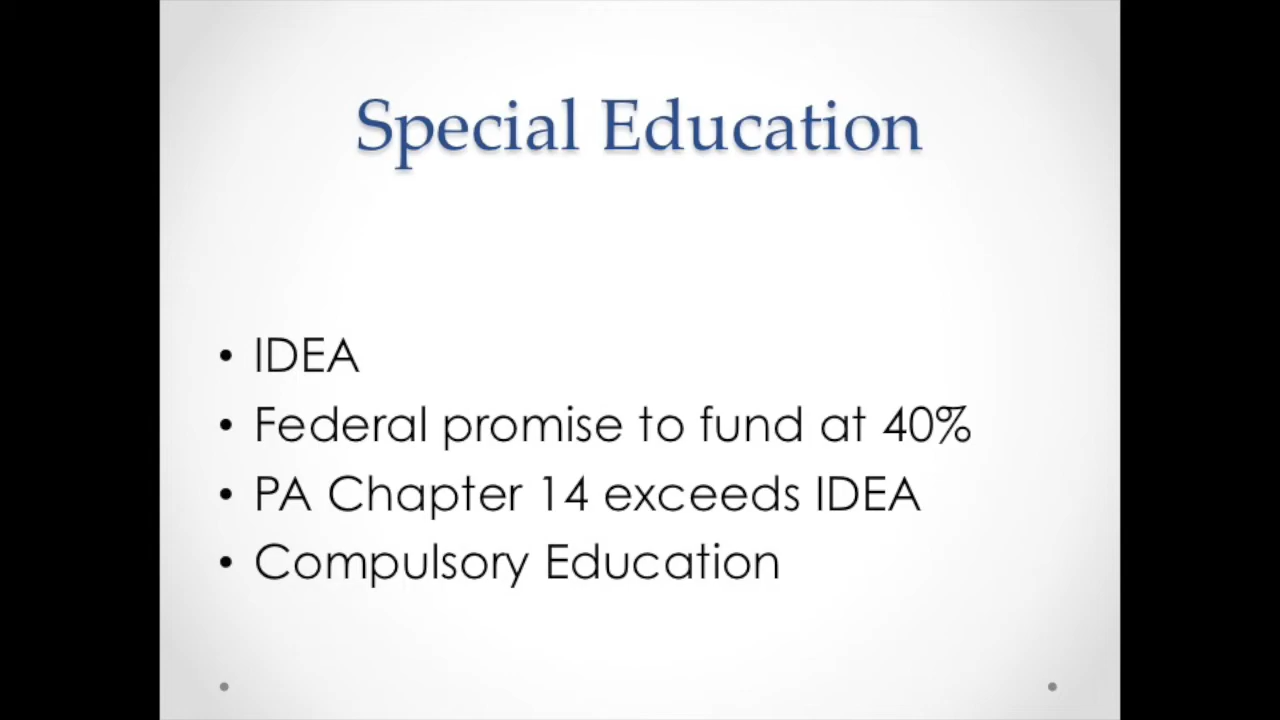 Special Education
• IDEA
• Federal promise to fund at 40%
• PA Chapter 14 exceeds IDEA
• Compulsory Education